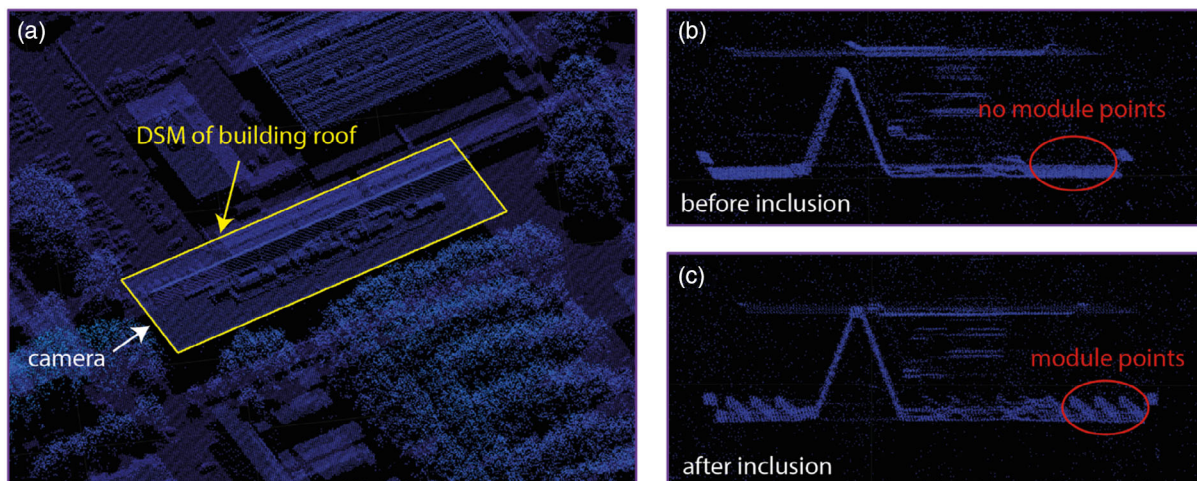 (a)
DSM of building roof
camera
(b)
no module points
before inclusion
(c)
module points
after inclusion